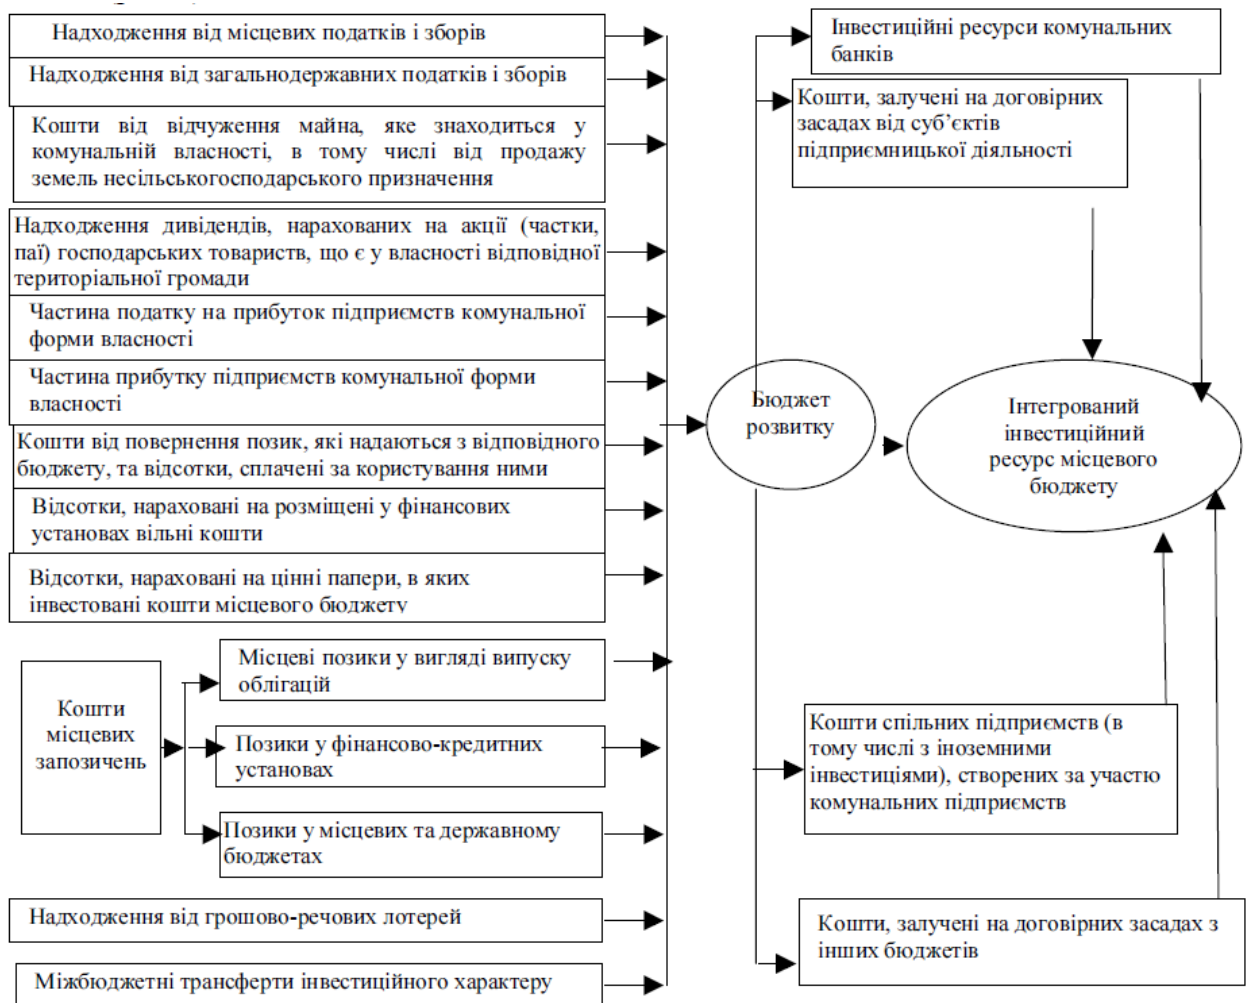 Надходження від місцевих податків і зборів
Надходження від загальнодержавних податків і зборів
Кошти від відчуження майна, яке знаходиться у
комунальній власності, в тому числі від продажу
земель несільськогосподарського призначення
Надходження дивідендів, нарахованих на акції (частки,
паї) господарських товариств, що є у власності відповідної
територіальної громади
Частина податку на прибуток підприємств комунальної
форми власності
Частина прибутку підприємств комунальної форми
власності
Кошти від повернення позик, які надаються з відповідного
бюджету, та відсотки, сплачені за користування ними
Відсотки, нараховані на розміщені у фінансових
установах вільні кошти
Відсотки, нараховані на цінні папери, в яких
інвестовані кошти місцевого бюджету
Кошти
місцевих
запозичень
Місцеві позики у вигляді випуску
облігацій
Позики у фінансово-кредитних
установах
Позики у місцевих та державному
бюджетах
Надходження від грошово-речових лотерей
Міжбюджетні трансферти інвестиційного характеру
Бюджет
розвитку
Інвестиційні ресурси комунальних
банків
Кошти, залучені на договірних
засадах від суб’єктів
підприємницької діяльності
Інтегрований
інвестиційний
ресурс місцевого
бюджету
Кошти спільних підприємств (в
тому числі з іноземними
інвестиціями), створених за участю
комунальних підприємств
Кошти, залучені на договірних засадах з
інших бюджетів